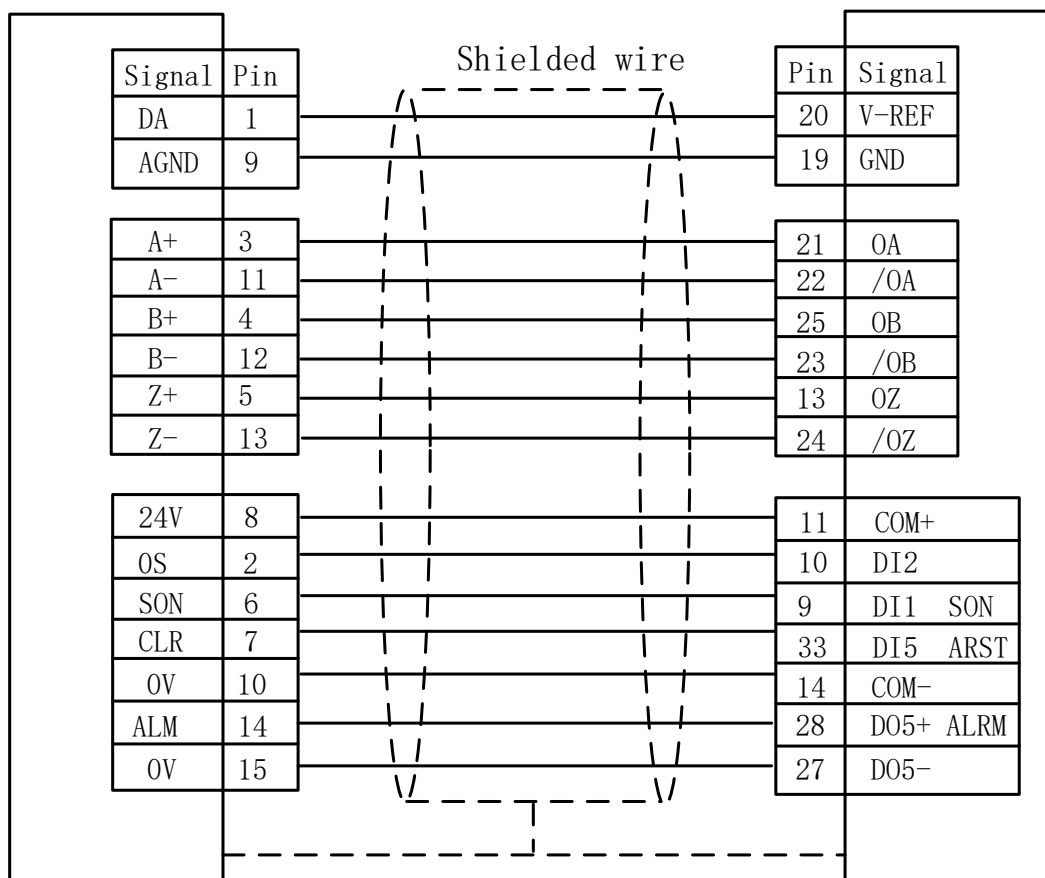 Shielded wire
Signal Pin Pin Signal
DA 1 20 V-REF
AGND 9 19 GND
A+ 3 21 OA
A- 11 22 /OA
B+ 4 25 OB
B- 12 23 /OB
Z+ 5 13 OZ
Z- 13 24 /OZ
24V 8 11 COM+
OS 2 10 DI2
SON 6 9 DI1 SON
CLR 7 33 DI5 ARST
0V 10 14 COM-
ALM 14 28 DO5+ ALRM
0V 15 27 DO5-